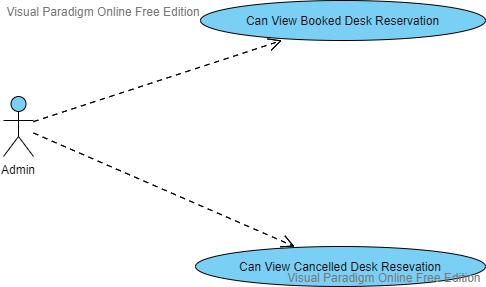 Visual Paradigm Online Free Edition
Can View Booked Desk Reservation
Admin
Can View Cancelled Desk Resevation
Visual Paradigm Online Free Edition